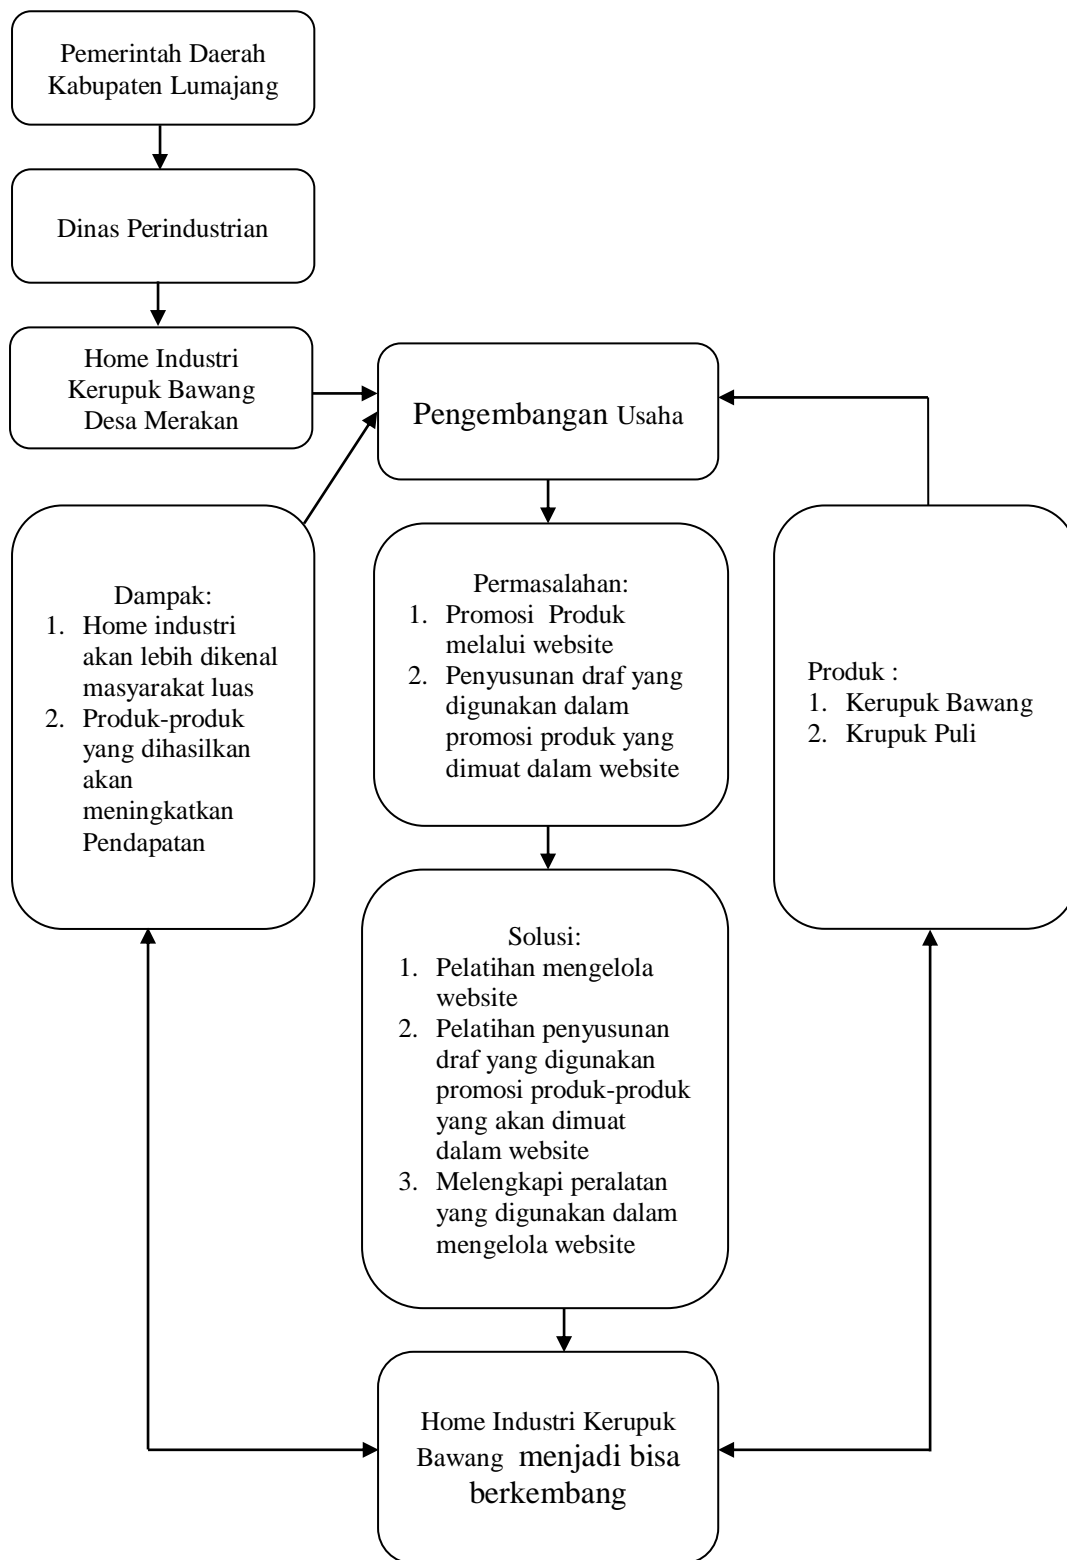 Pemerintah Daerah
Kabupaten Lumajang
Dinas Perindustrian
Home Industri
Kerupuk Bawang
Desa Merakan
Pengembangan Usaha
Dampak:
1. Home industri
akan lebih dikenal
masyarakat luas
2. Produk-produk
yang dihasilkan
akan
meningkatkan
Pendapatan
Permasalahan:
1. Promosi Produk
melalui website
2. Penyusunan draf yang
digunakan dalam
promosi produk yang
dimuat dalam website
Produk :
1. Kerupuk Bawang
2. Krupuk Puli
Solusi:
1. Pelatihan mengelola
website
2. Pelatihan penyusunan
draf yang digunakan
promosi produk-produk
yang akan dimuat
dalam website
3. Melengkapi peralatan
yang digunakan dalam
mengelola website
Home Industri Kerupuk
Bawang menjadi bisa
berkembang